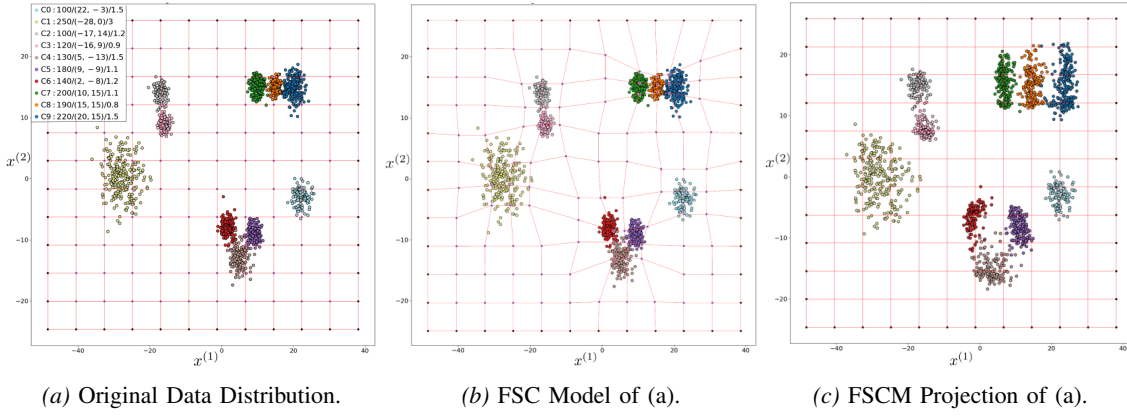 C0 : 100/(22, −3)/1.5
C1 : 250/(−28, 0)/3
C2 : 100/(−17, 14)/1.2
C3 : 120/(−16, 9)/0.9
C4 : 130/(5, −13)/1.5
C5 : 180/(9, −9)/1.1
C6 : 140/(2, −8)/1.2
C7 : 200/(10, 15)/1.1
C8 : 190/(15, 15)/0.8
C9 : 220/(20, 15)/1.5
20
10
x(2)
0
−10
−20
−40
−20
0
20
40
x(1)
20
10
x(2)
0
−10
−20
−40
−20
0
20
40
x(1)
20
10
x(2)
0
−10
−20
−40
−20
0
20
40
x(1)
(a) Original Data Distribution.
(b) FSC Model of (a).
(c) FSCM Projection of (a).